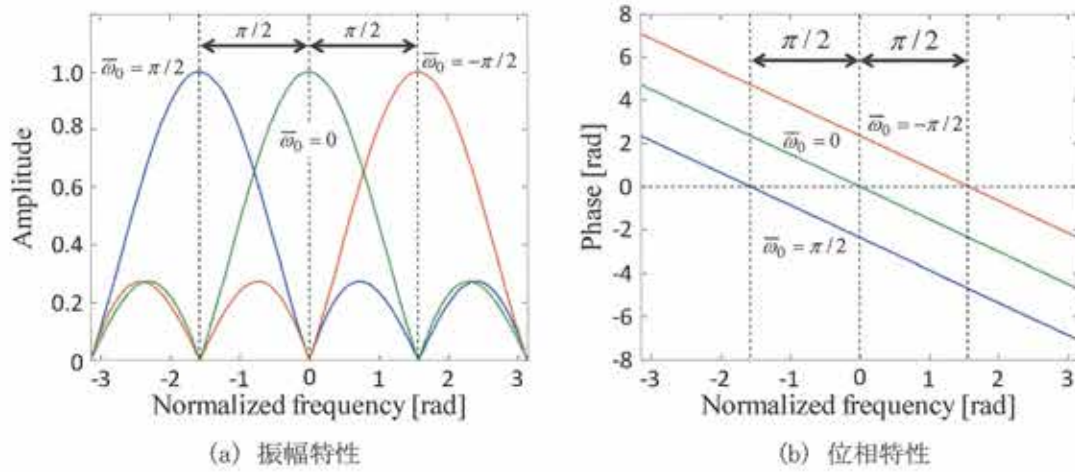 π/2
π/2
ω̅₀ = π/2
ω̅₀ = −π/2
ω̅₀ = 0
1.0
0.8
0.6
0.4
0.2
0
Amplitude
-3 -2 -1 0 1 2 3
Normalized frequency [rad]
(a) 振幅特性
8
6
4
2
0
-2
-4
-6
-8
Phase [rad]
π/2
π/2
ω̅₀ = −π/2
ω̅₀ = 0
ω̅₀ = π/2
-3 -2 -1 0 1 2 3
Normalized frequency [rad]
(b) 位相特性